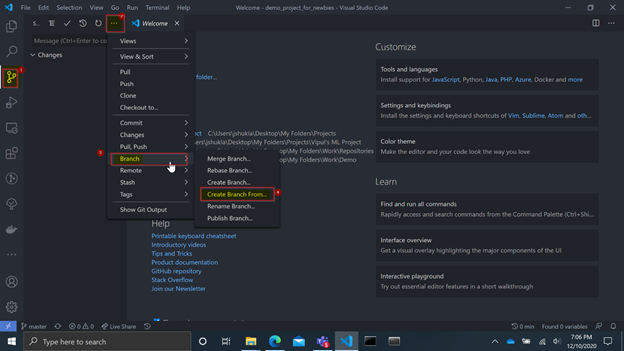 File Edit View Go Run Terminal Help
Welcome - demo_project_for_newbies - Visual Studio Code
S...
Welcome
Message (Ctrl+Enter to co
Changes
1
2
3
4
Views
View & Sort
Pull
Push
Clone
Checkout to...
Commit
Changes
Pull, Push
Branch
Remote
Stash
Tags
Show Git Output
Merge Branch...
Rebase Branch...
Create Branch...
Create Branch From...
Rename Branch...
Publish Branch...
folder...
ect C:\Users\jshukla\Desktop\My Folders\Projects
\jshukla\Desktop\My Folders\Projects\Vipul's ML Project
\Desktop\My Folders\Work\Repositories
p\My Folders\Work\Demo
Help
Printable keyboard cheatsheet
Introductory videos
Tips and Tricks
Product documentation
GitHub repository
Stack Overflow
Join our Newsletter
Customize
Tools and languages
Install support for JavaScript, Python, Java, PHP, Azure, Docker and more
Settings and keybindings
Install the settings and keyboard shortcuts of Vim, Sublime, Atom and oth...
Color theme
Make the editor and your code look the way you love
Learn
Find and run all commands
Rapidly access and search commands from the Command Palette (Ctrl+Shi...
Interface overview
Get a visual overlay highlighting the major components of the UI
Interactive playground
Try out essential editor features in a short walkthrough
master 0 0 Live Share 0 min Found 0 variables
Type here to search
7:06 PM
12/10/2020